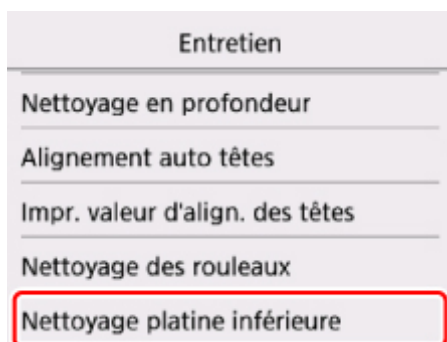 Entretien
Nettoyage en profondeur
Alignement auto têtes
Impr. valeur d'align. des têtes
Nettoyage des rouleaux
Nettoyage platine inférieure